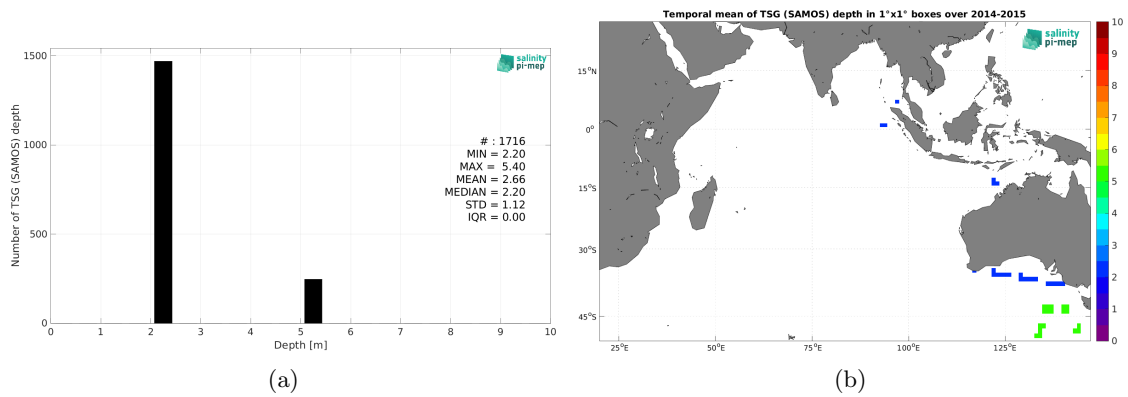 1500
1000
500
0
Number of TSG (SAMOS) depth
0 1 2 3 4 5 6 7 8 9 10
Depth [m]
salinity
pi-mep
# : 1716
MIN = 2.20
MAX = 5.40
MEAN = 2.66
MEDIAN = 2.20
STD = 1.12
IQR = 0.00
(a)
Temporal mean of TSG (SAMOS) depth in 1°x1° boxes over 2014-2015
salinity
pi-mep
15°N
0°
15°S
30°S
45°S
25°E 50°E 75°E 100°E 125°E
10
9
8
7
6
5
4
3
2
1
0
(b)